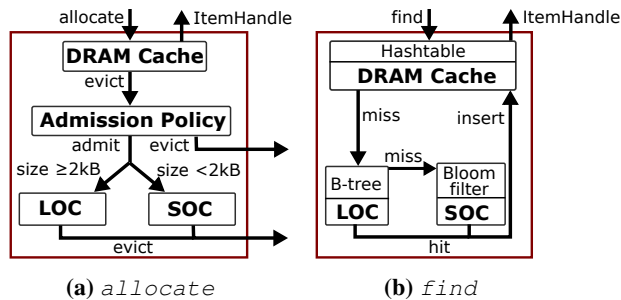 allocate
ItemHandle
DRAM Cache
evict
Admission Policy
admit
evict
size ≥2kB
size <2kB
LOC
SOC
evict
(a) allocate
find
ItemHandle
Hashtable
DRAM Cache
miss
insert
miss
B-tree
LOC
Bloom
filter
SOC
hit
(b) find